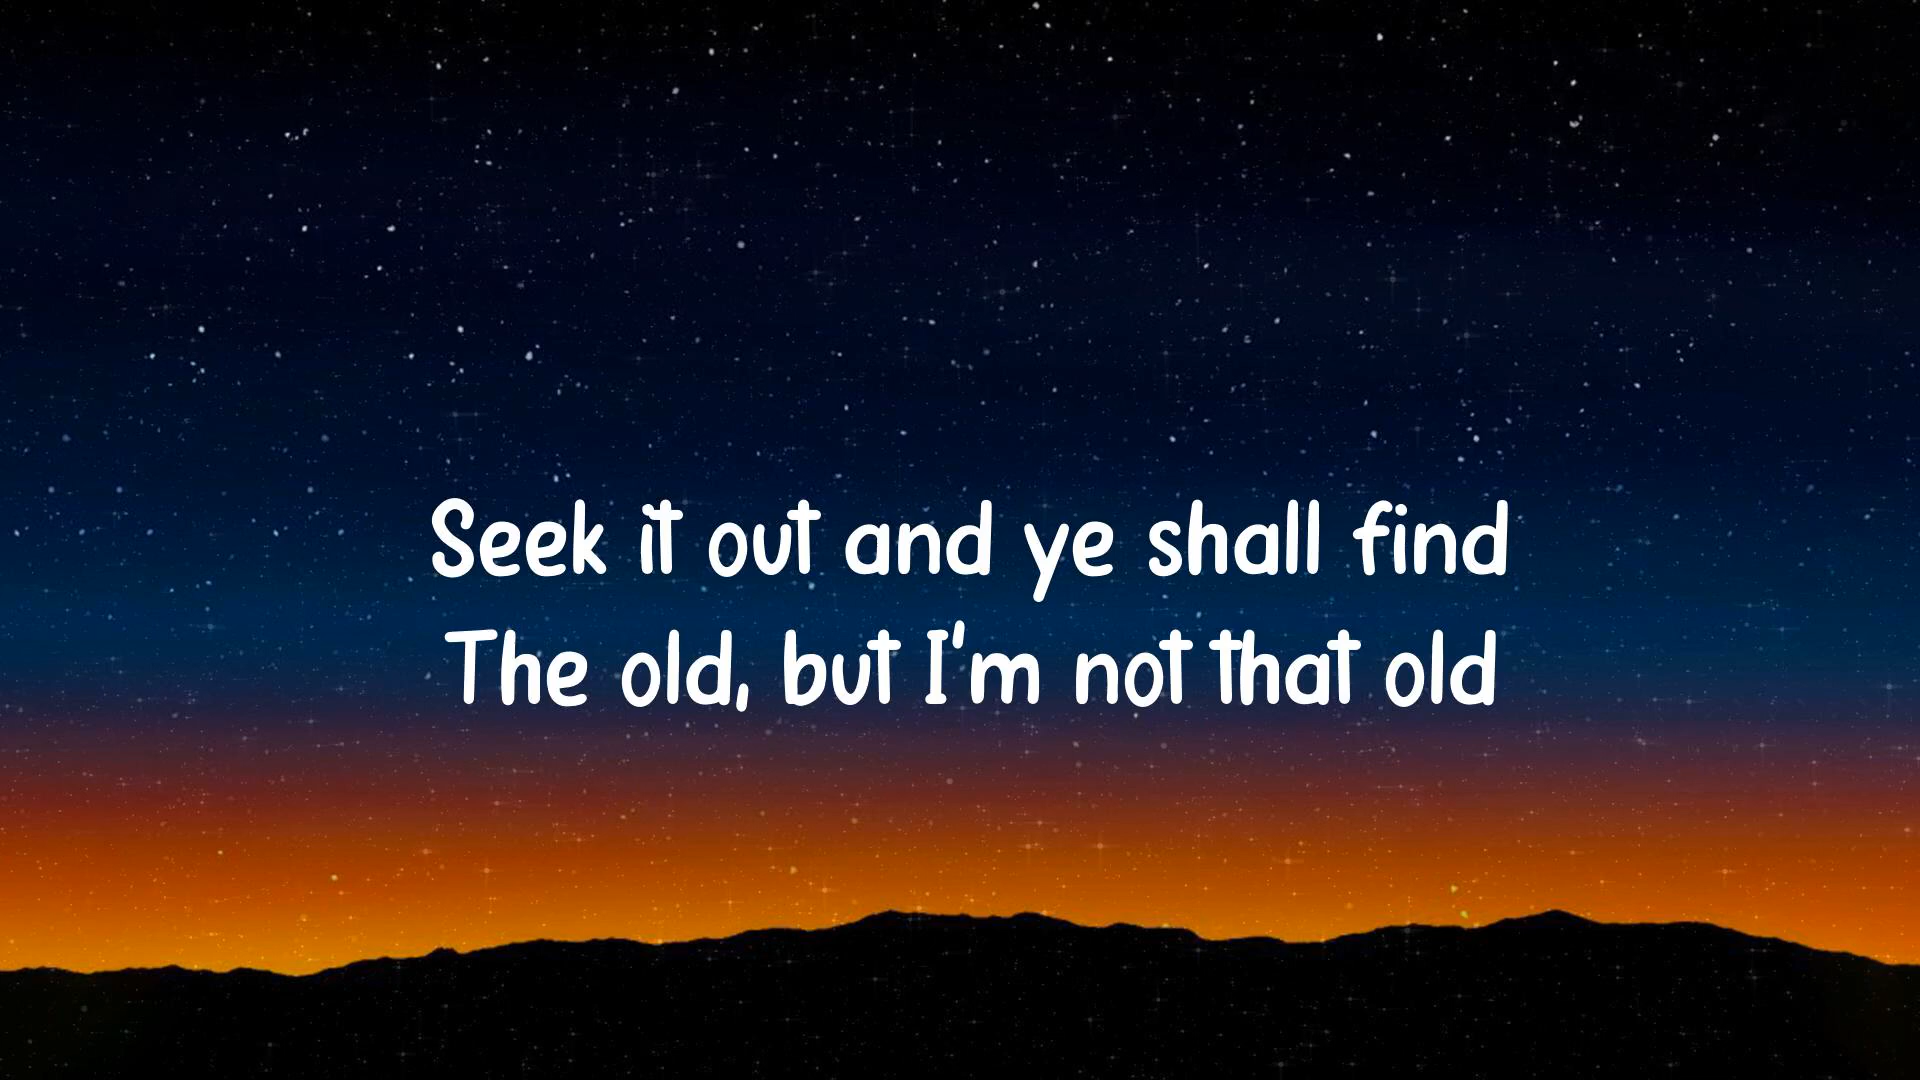 Seek it out and ye shall find
The old, but I'm not that old